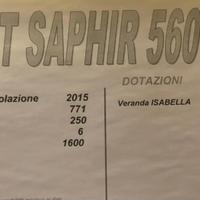 T SAPHIR 560
DOTAZIONI
olazione 2015
Veranda ISABELLA
771
250
6
1600